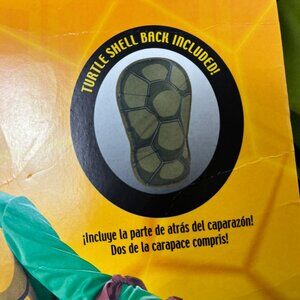 TURTLE SHELL BACK INCLUDED!
¡Incluye la parte de atrás del caparazón!
Dos de la carapace compris!